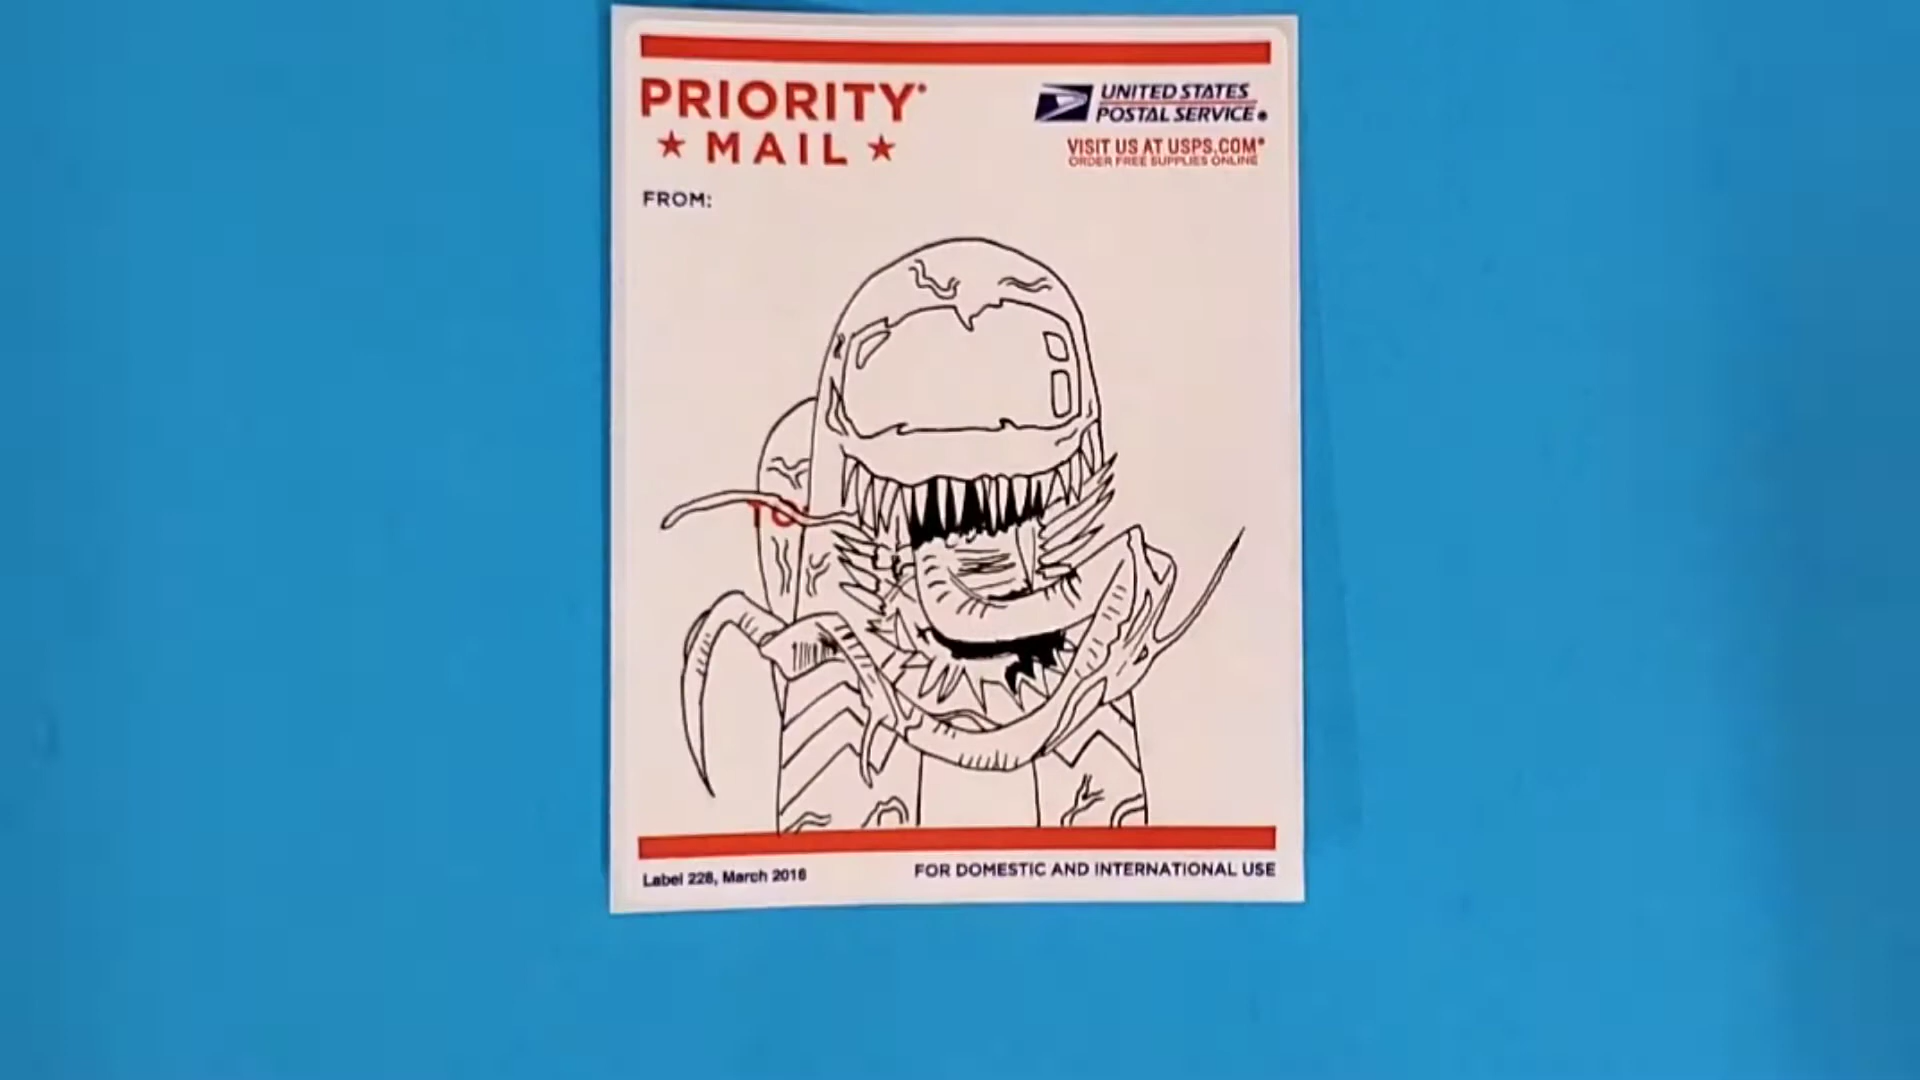 PRIORITY®
★ MAIL ★
UNITED STATES
POSTAL SERVICE®
VISIT US AT USPS.COM®
ORDER FREE SUPPLIES ONLINE
FROM:
TO:
Label 228, March 2016
FOR DOMESTIC AND INTERNATIONAL USE